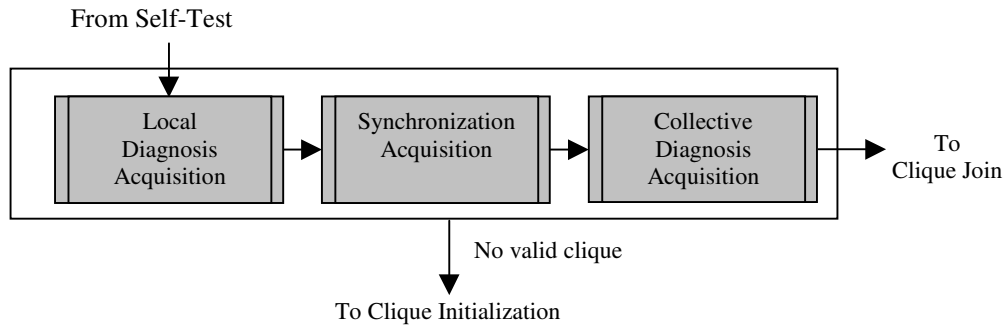 From Self-Test
Local
Diagnosis
Acquisition
Synchronization
Acquisition
Collective
Diagnosis
Acquisition
To
Clique Join
No valid clique
To Clique Initialization